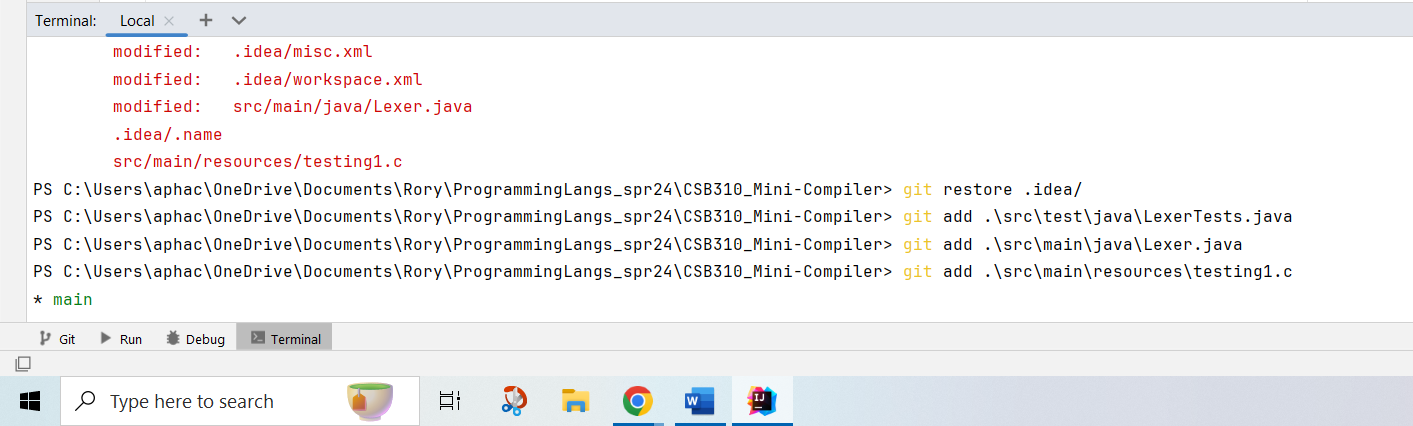 Terminal: Local
modified: .idea/misc.xml
modified: .idea/workspace.xml
modified: src/main/java/Lexer.java
.idea/.name
src/main/resources/testing1.c
PS C:\Users\aphac\OneDrive\Documents\Rory\ProgrammingLangs_spr24\CSB310_Mini-Compiler> git restore .idea/
PS C:\Users\aphac\OneDrive\Documents\Rory\ProgrammingLangs_spr24\CSB310_Mini-Compiler> git add .\src\test\java\LexerTests.java
PS C:\Users\aphac\OneDrive\Documents\Rory\ProgrammingLangs_spr24\CSB310_Mini-Compiler> git add .\src\main\java\Lexer.java
PS C:\Users\aphac\OneDrive\Documents\Rory\ProgrammingLangs_spr24\CSB310_Mini-Compiler> git add .\src\main\resources\testing1.c
* main
Git Run Debug Terminal
Type here to search W IJ